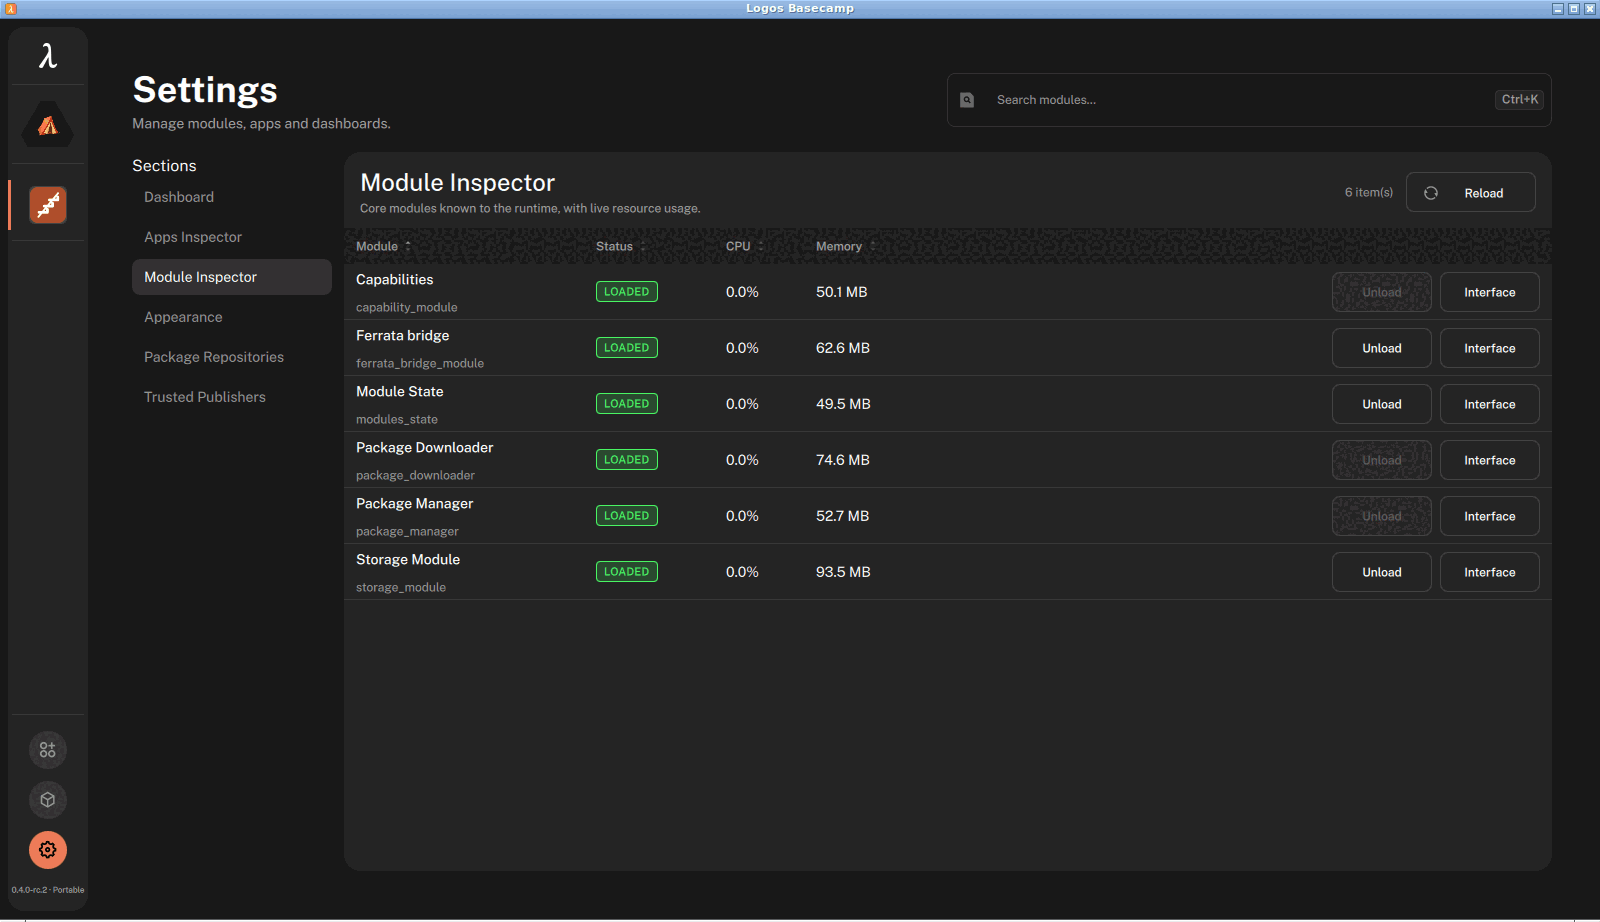 Logos Basecamp
λ
Settings
Manage modules, apps and dashboards.
Search modules...
Ctrl+K
Sections
Dashboard
Apps Inspector
Module Inspector
Appearance
Package Repositories
Trusted Publishers
Module Inspector
Core modules known to the runtime, with live resource usage.
6 item(s)
Reload
Module Status CPU Memory
Capabilities
capability_module
LOADED 0.0% 50.1 MB Unload Interface
Ferrata bridge
ferrata_bridge_module
LOADED 0.0% 62.6 MB Unload Interface
Module State
modules_state
LOADED 0.0% 49.5 MB Unload Interface
Package Downloader
package_downloader
LOADED 0.0% 74.6 MB Unload Interface
Package Manager
package_manager
LOADED 0.0% 52.7 MB Unload Interface
Storage Module
storage_module
LOADED 0.0% 93.5 MB Unload Interface
0.4.0-rc.2 · Portable